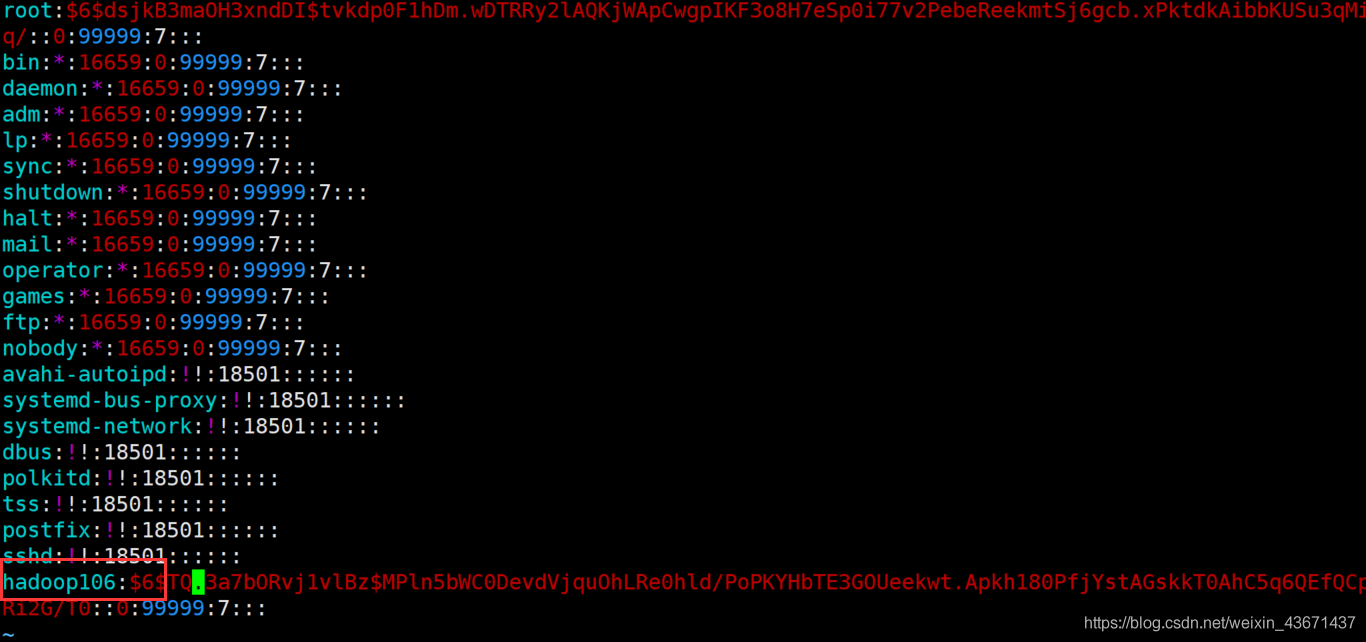 root:$6$dsjkB3maOH3xndDI$tvkdp0F1hDm.wDTRRy2lAQKjWApCwgpIKF3o8H7eSp0i77v2PebeReekmtSj6gcb.xPktdkAibbKUSu3qMi
q/::0:99999:7:::
bin:*:16659:0:99999:7:::
daemon:*:16659:0:99999:7:::
adm:*:16659:0:99999:7:::
lp:*:16659:0:99999:7:::
sync:*:16659:0:99999:7:::
shutdown:*:16659:0:99999:7:::
halt:*:16659:0:99999:7:::
mail:*:16659:0:99999:7:::
operator:*:16659:0:99999:7:::
games:*:16659:0:99999:7:::
ftp:*:16659:0:99999:7:::
nobody:*:16659:0:99999:7:::
avahi-autoipd:!!:18501::::::
systemd-bus-proxy:!!:18501::::::
systemd-network:!!:18501::::::
dbus:!!:18501::::::
polkitd:!!:18501::::::
tss:!!:18501::::::
postfix:!!:18501::::::
sshd:!!:18501::::::
hadoop106:$6$TQ.3a7bORvj1vlBz$MPln5bWC0DevdVjquOhLRe0hld/PoPKYHbTE3GOUeekwt.Apkh180PfjYstAGskkT0AhC5q6QEfQCp
Ri2G/T0::0:99999:7:::
~
https://blog.csdn.net/weixin_43671437